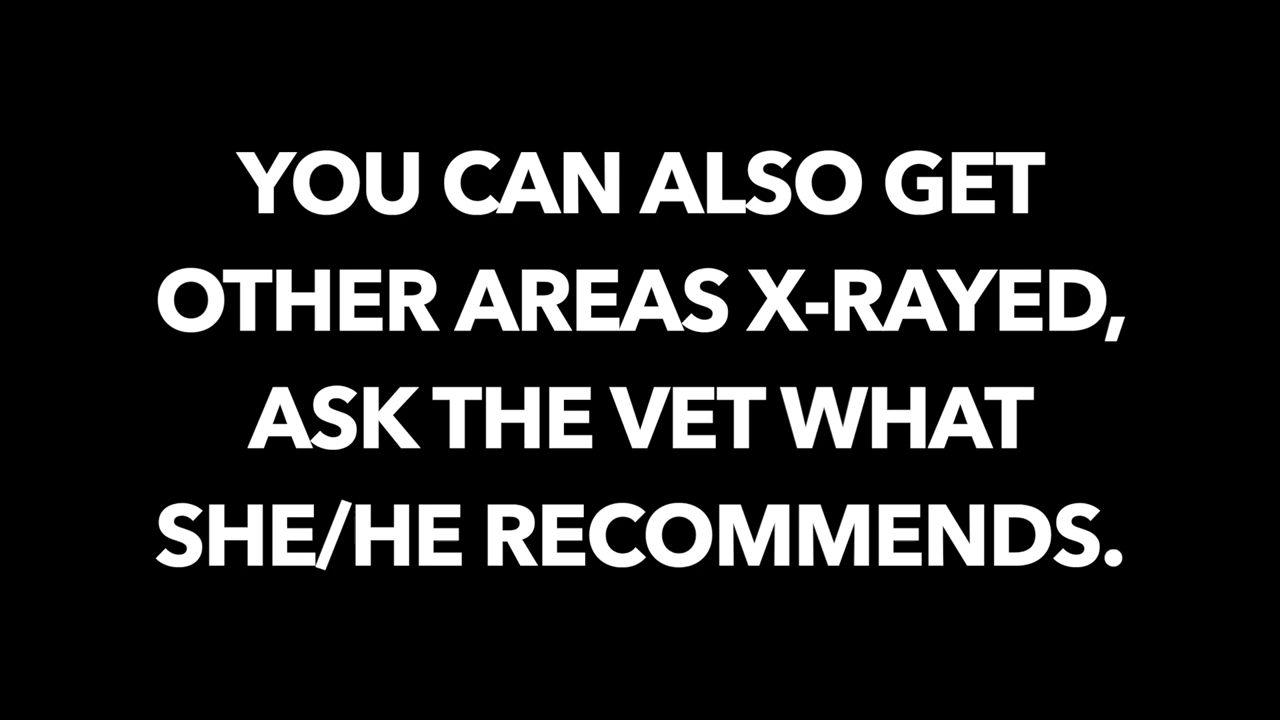 YOU CAN ALSO GET
OTHER AREAS X-RAYED,
ASK THE VET WHAT
SHE/HE RECOMMENDS.